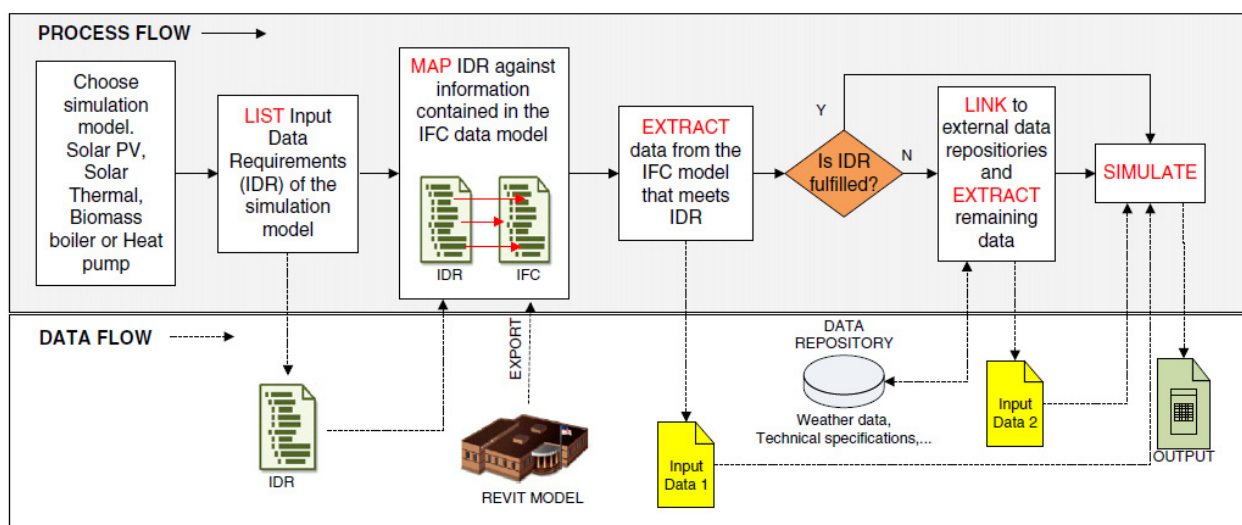 PROCESS FLOW
Choose
simulation
model.
Solar PV,
Solar
Thermal,
Biomass
boiler or Heat
pump
LIST Input
Data
Requirements
(IDR) of the
simulation
model
MAP IDR against
information
contained in the
IFC data model
IDR
IFC
EXTRACT
data from the
IFC model
that meets
IDR
Is IDR
fulfilled?
Y
N
LINK to
external data
repositiories
and
EXTRACT
remaining
data
SIMULATE
DATA FLOW
IDR
EXPORT
REVIT MODEL
Input
Data 1
DATA
REPOSITORY
Weather data,
Technical specifications,...
Input
Data 2
OUTPUT